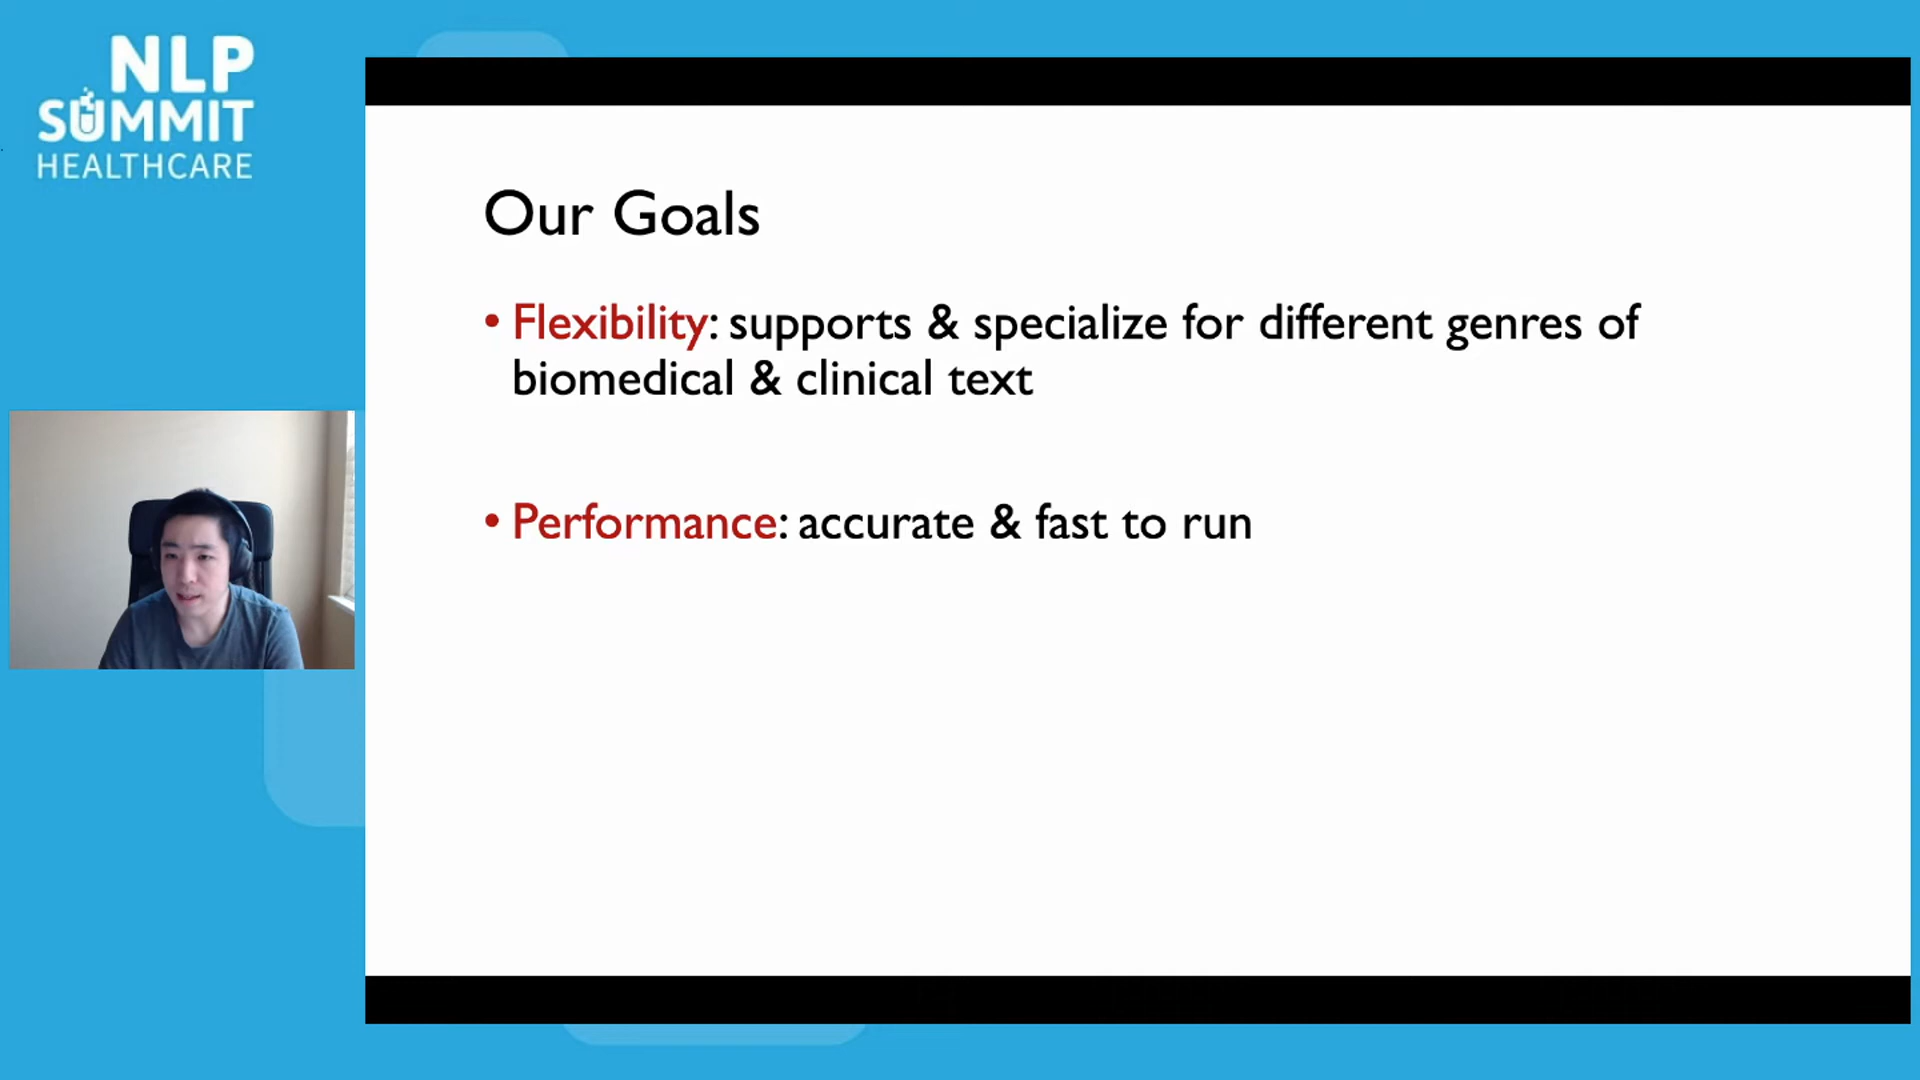 NLP
SUMMIT
HEALTHCARE
Our Goals
• Flexibility: supports & specialize for different genres of
biomedical & clinical text
• Performance: accurate & fast to run